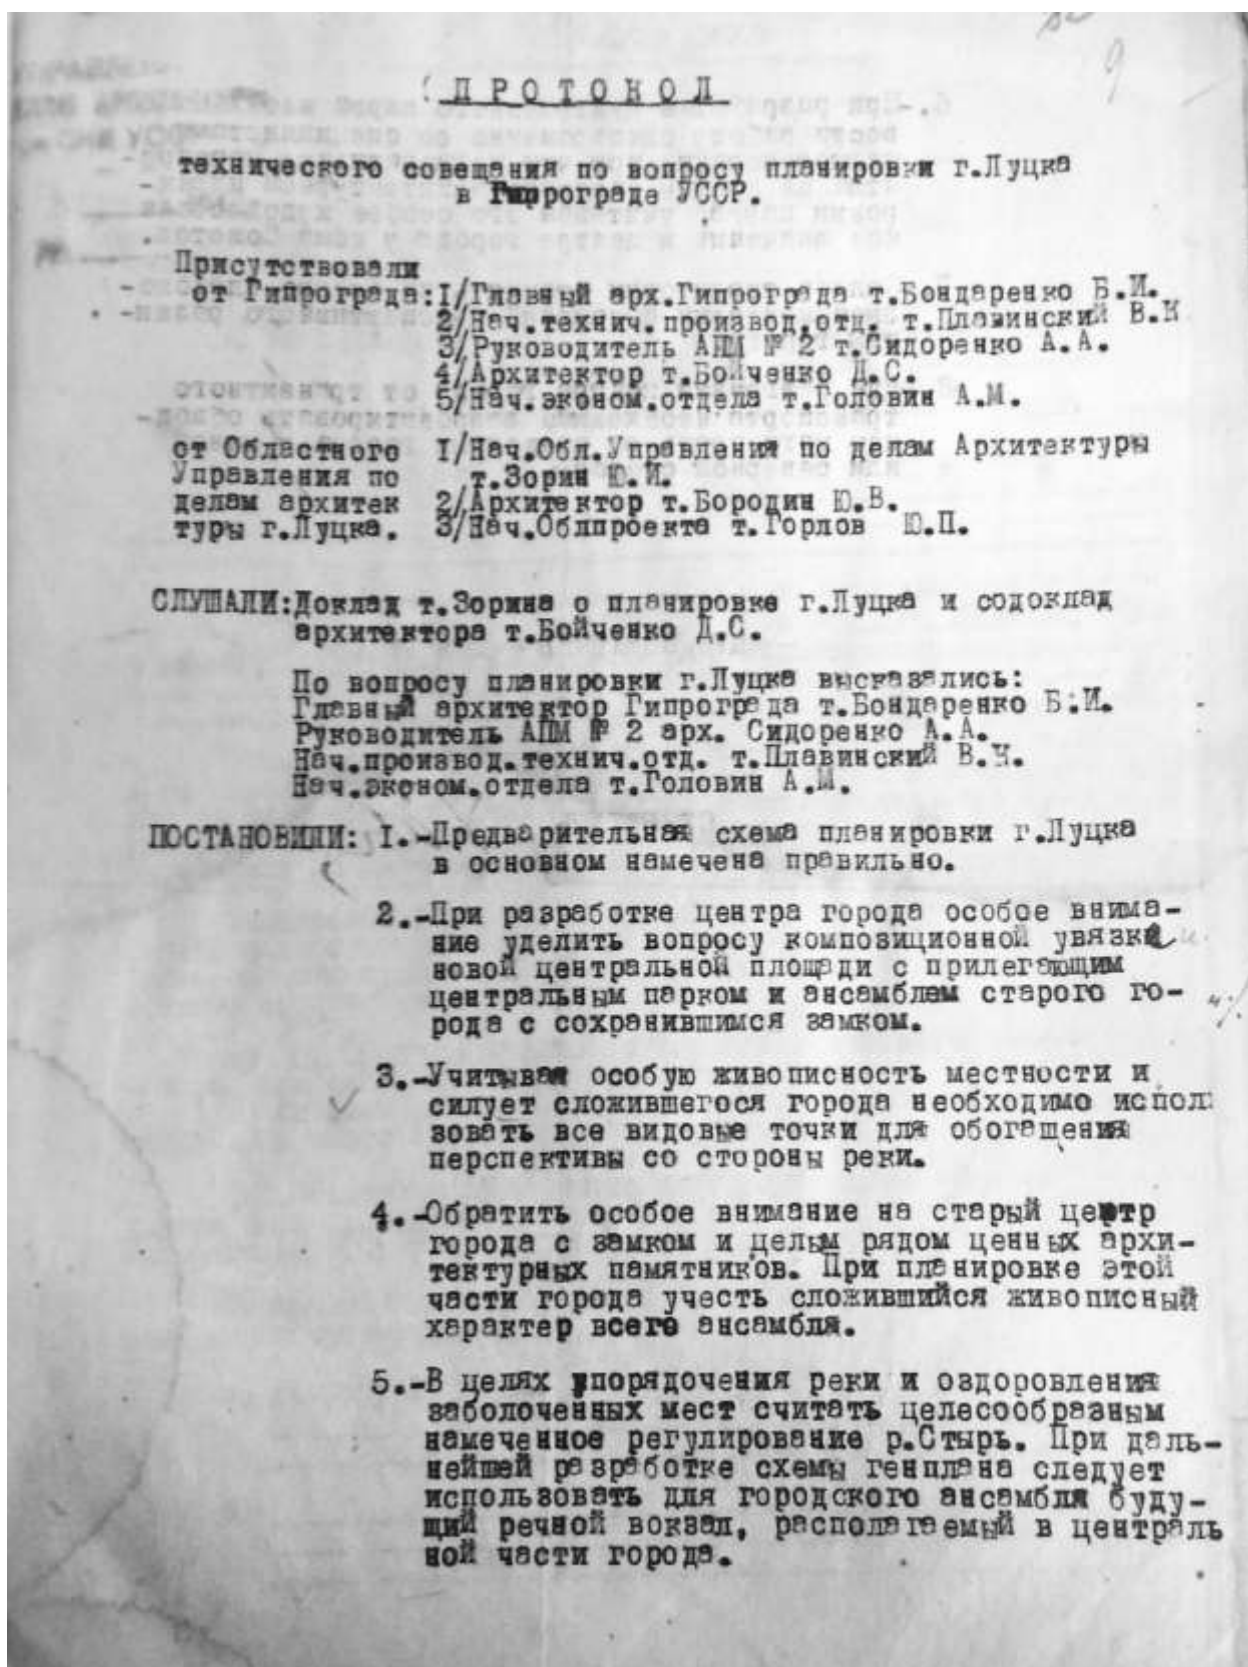 9
ПРОТОКОЛ
технического совещания по вопросу планировки г.Луцка
в Гипрограде УССР.
Присутствовали
от Гипрограда:1/Главный арх.Гипрограда т.Бондаренко Б.И.
2/Нач.технич.производ.отд. т.Плавинский В.Н
3/Руководитель АПМ № 2 т.Сидоренко А.А.
4/Архитектор т.Бойченко Д.С.
5/Нач.эконом.отдела т.Головин А.М.
от Областного 1/Нач.Обл.Управления по делам Архитектуры
Управления по т.Зорин Ю.И.
делам архитек 2/Архитектор т.Бородин Ю.В.
туры г.Луцка. 3/Нач.Облпроекта т.Горлов Ю.П.
СЛУШАЛИ:Доклад т.Зорина о планировке г.Луцка и содоклад
архитектора т.Бойченко Д.С.
По вопросу планировки г.Луцка высказались:
Главный архитектор Гипрограда т.Бондаренко Б.И.
Руководитель АПМ № 2 арх. Сидоренко А.А.
Нач.производ.технич.отд. т.Плавинский В.Н.
Нач.эконом.отдела т.Головин А.М.
ПОСТАНОВИЛИ: 1.-Предварительная схема планировки г.Луцка
в основном намечена правильно.
2.-При разработке центра города особое внима-
ние уделить вопросу композиционной увязки
новой центральной площади с прилегающим
центральным парком и ансамблем старого го-
рода с сохранившимся замком.
3.-Учитывая особую живописность местности и
силует сложившегося города необходимо исполь
зовать все видовые точки для обогащения
перспективы со стороны реки.
4.-Обратить особое внимание на старый центр
города с замком и целым рядом ценных архи-
тектурных памятников. При планировке этой
части города учесть сложившийся живописный
характер всего ансамбля.
5.-В целях упорядочения реки и оздоровления
заболоченных мест считать целесообразным
намеченное регулирование р.Стырь. При даль-
нейшей разработке схемы генплана следует
использовать для городского ансамбля буду-
щий речной вокзал, располагаемый в централь
ной части города.